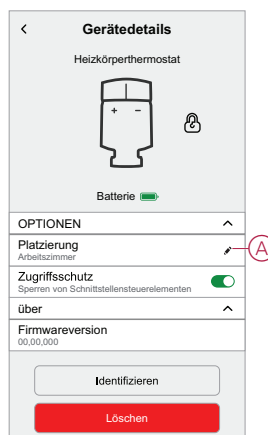 Gerätedetails
Heizkörperthermostat
+ -
Batterie
OPTIONEN
Platzierung
Arbeitszimmer
A
Zugriffsschutz
Sperren von Schnittstellensteuerelementen
über
Firmwareversion
00,00,000
Identifizieren
Löschen